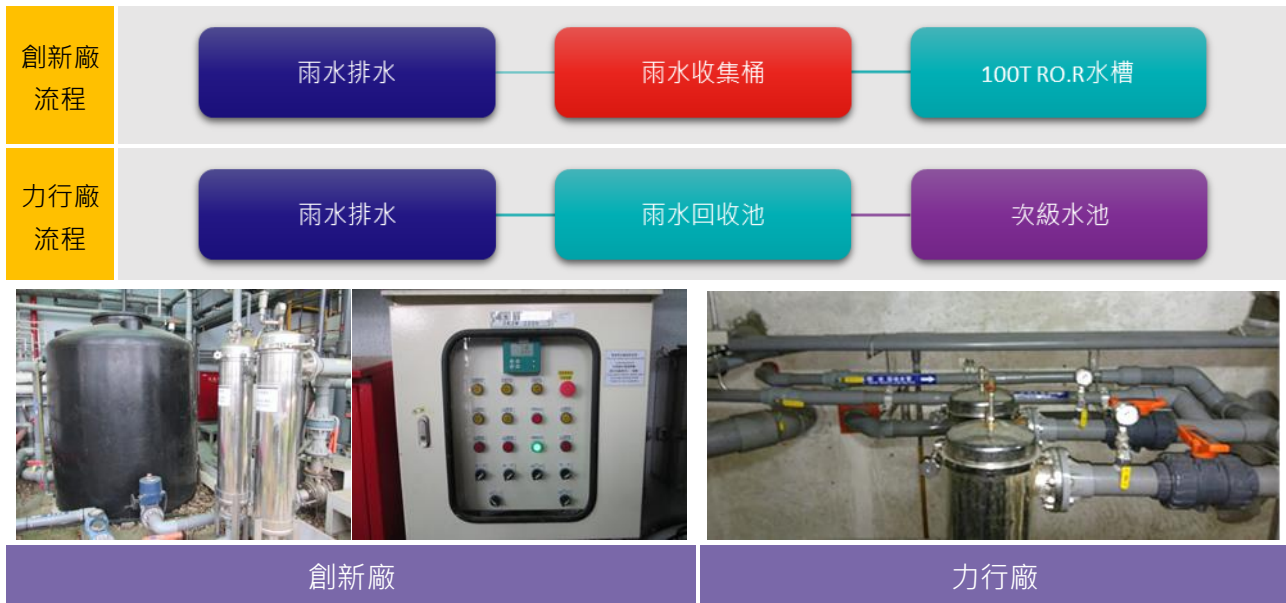 創新廠
流程
雨水排水
雨水收集桶
100T RO.R水槽
力行廠
流程
雨水排水
雨水回收池
次級水池
創新廠
力行廠